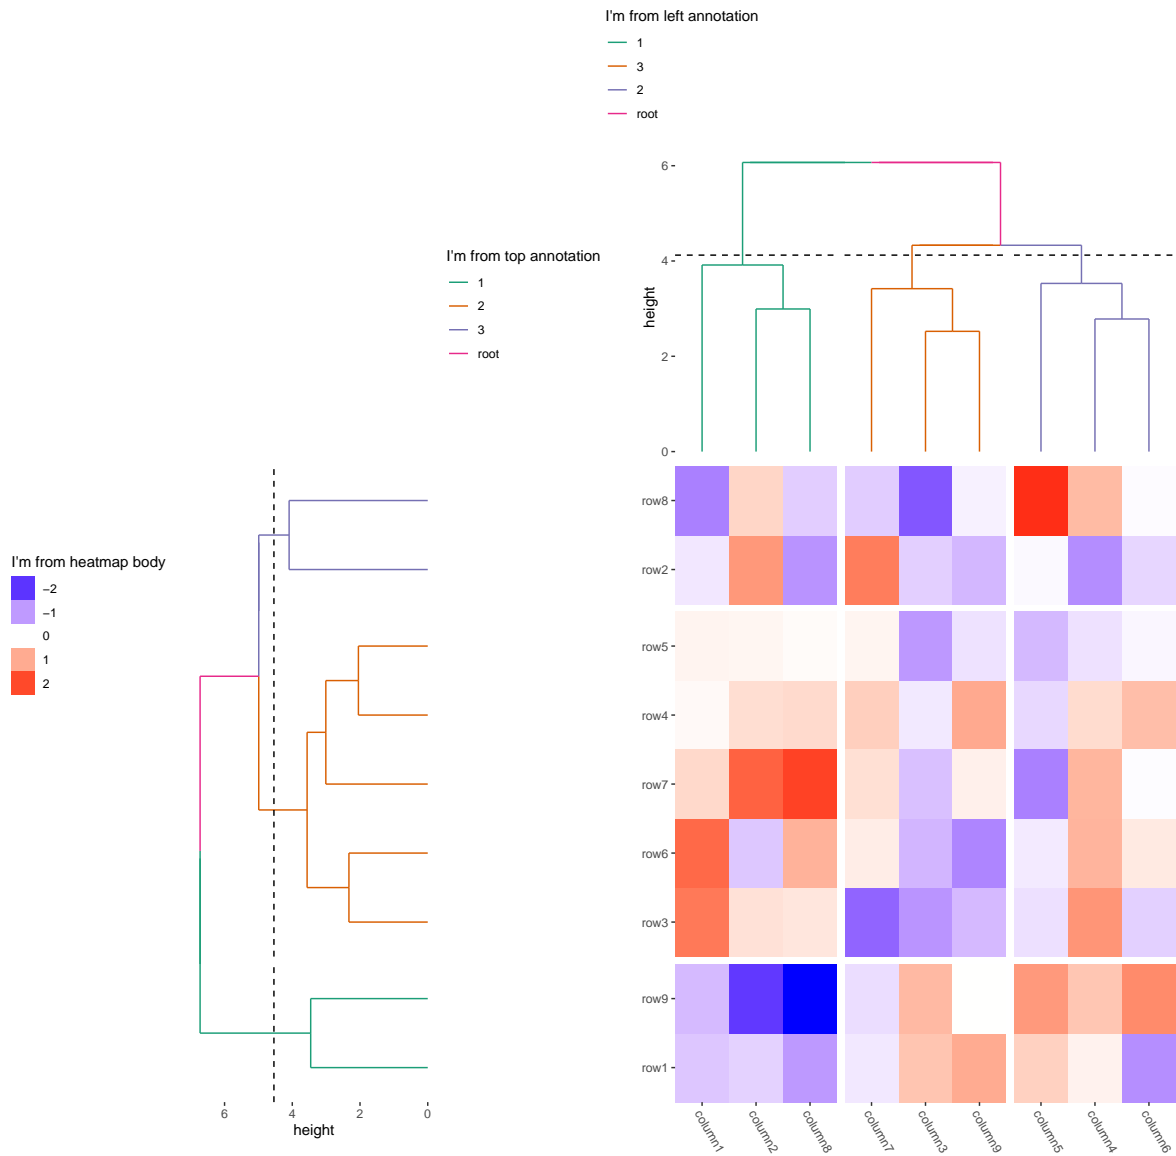 I'm from left annotation
1
3
2
root
6
4
2
0
height
I'm from top annotation
1
2
3
root
I'm from heatmap body
−2
−1
0
1
2
row8
row2
row5
row4
row7
row6
row3
row9
row1
6
4
2
0
height
column1
column2
column8
column7
column3
column9
column5
column4
column6